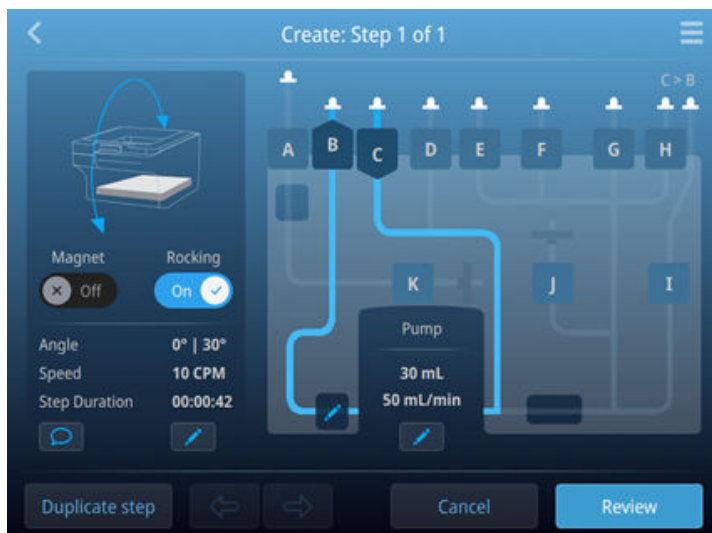 Create: Step 1 of 1
C > B
A B C D E F G H
Magnet Rocking
Off On
K J I
Pump
Angle 0° | 30°
30 mL
Speed 10 CPM
50 mL/min
Step Duration 00:00:42
Duplicate step Cancel Review